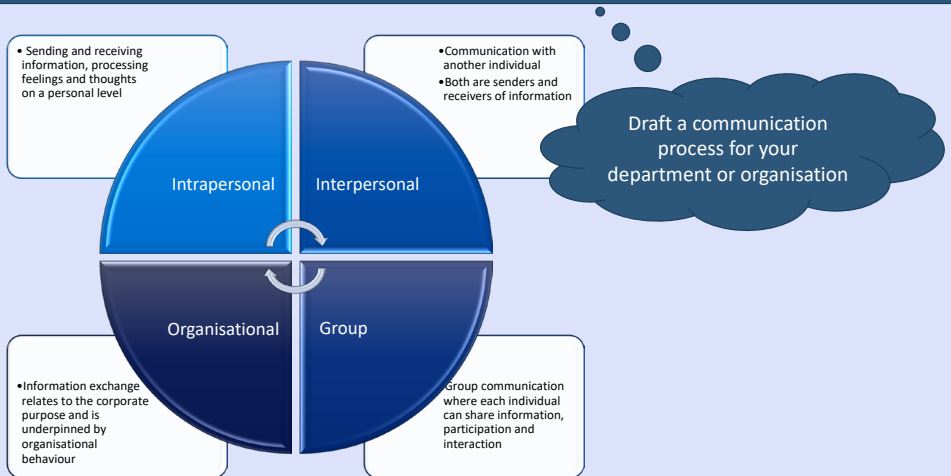 • Sending and receiving
information, processing
feelings and thoughts
on a personal level
•Communication with
another individual
•Both are senders and
receivers of information
Draft a communication
process for your
department or organisation
Intrapersonal
Interpersonal
Organisational
Group
•Information exchange
relates to the corporate
purpose and is
underpinned by
organisational
behaviour
Group communication
where each individual
can share information,
participation and
interaction